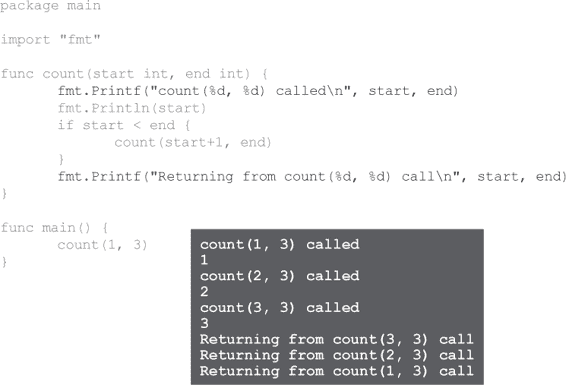 package main
import "fmt"
func count(start int, end int) {
fmt.Printf("count(%d, %d) called\n", start, end)
fmt.Println(start)
if start < end {
count(start+1, end)
}
fmt.Printf("Returning from count(%d, %d) call\n", start, end)
}
func main() {
count(1, 3)
}
count(1, 3) called
1
count(2, 3) called
2
count(3, 3) called
3
Returning from count(3, 3) call
Returning from count(2, 3) call
Returning from count(1, 3) call